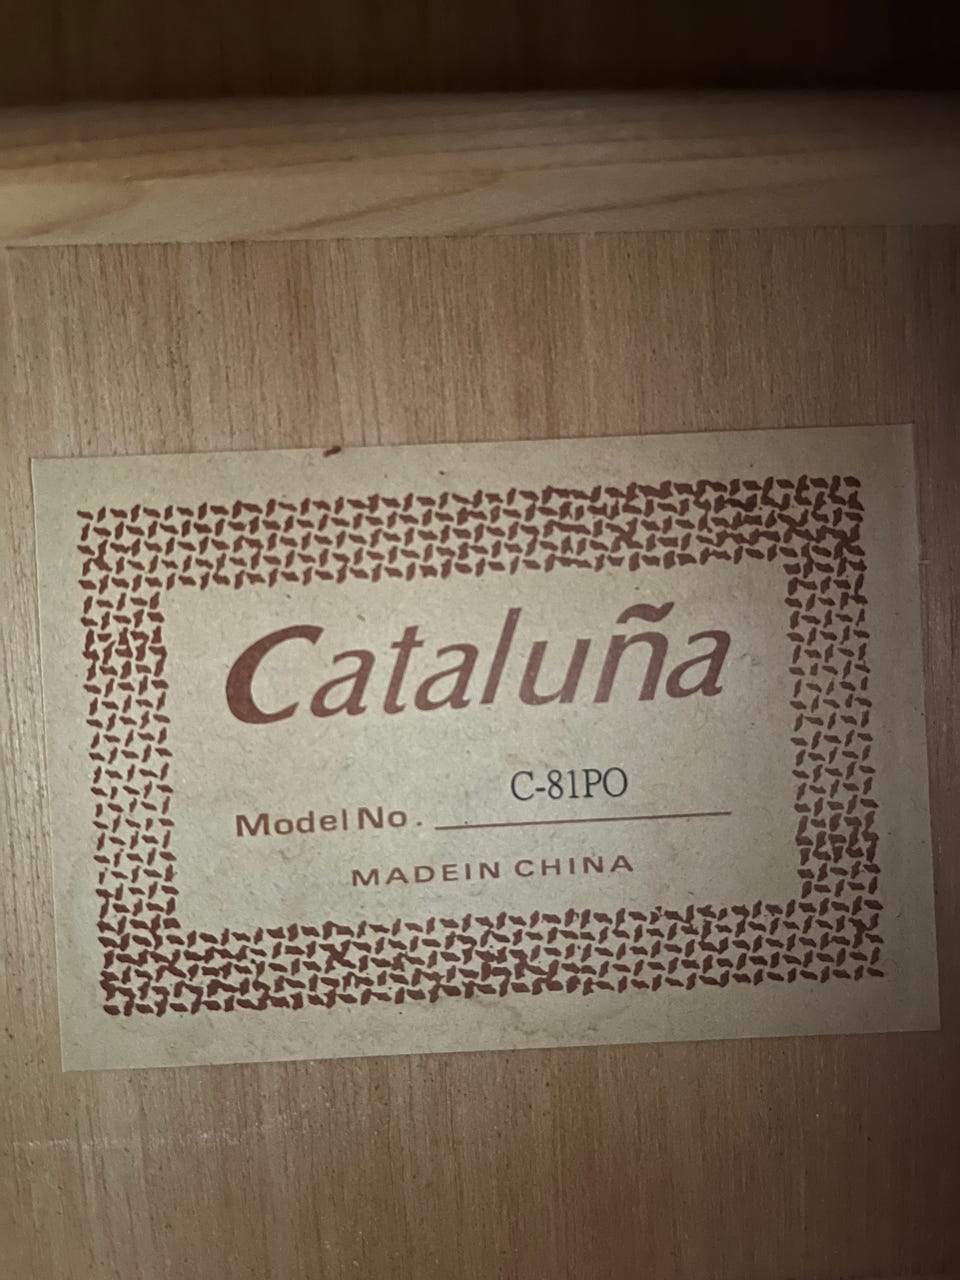 Cataluña
C-81PO
Model No.
MADEIN CHINA